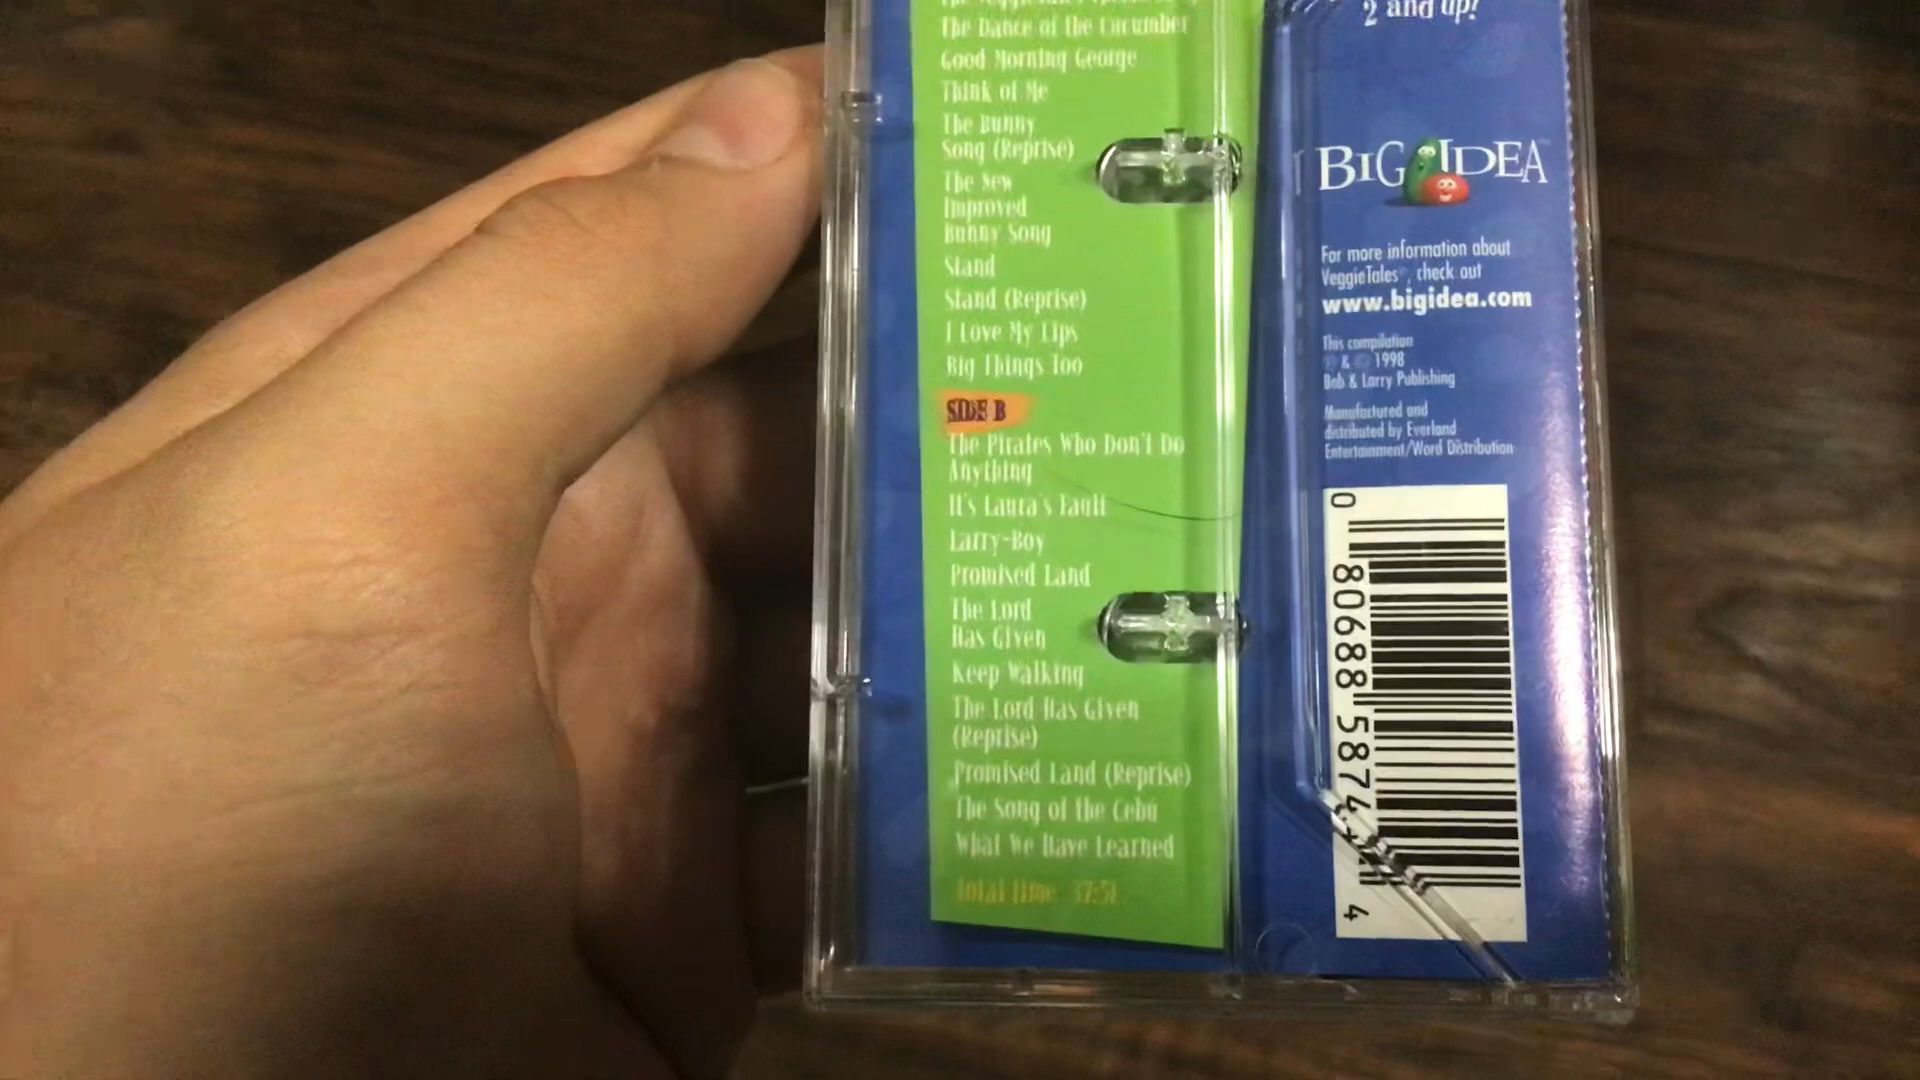 The Dance of the Cucumber
Good Morning George
Think of Me
The Bunny
Song (Reprise)
The New
Improved
Bunny Song
Stand
Stand (Reprise)
I Love My Lips
Big Things Too
SIDE B
The Pirates Who Don't Do
Anything
It's Laura's Fault
Larry-Boy
Promised Land
The Lord
Has Given
Keep Walking
The Lord Has Given
(Reprise)
Promised Land (Reprise)
The Song of the Cebú
What We Have Learned
Total Time
2 and up!
BIG IDEA
For more information about
VeggieTales®, check out
www.bigidea.com
This compilation
℗ & © 1998
Bob & Larry Publishing
Manufactured and
distributed by Everland
Entertainment/Word Distribution
0 80688 5874 4